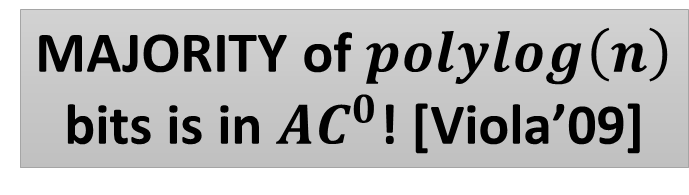 MAJORITY of polylog(n)
bits is in AC⁰! [Viola’09]